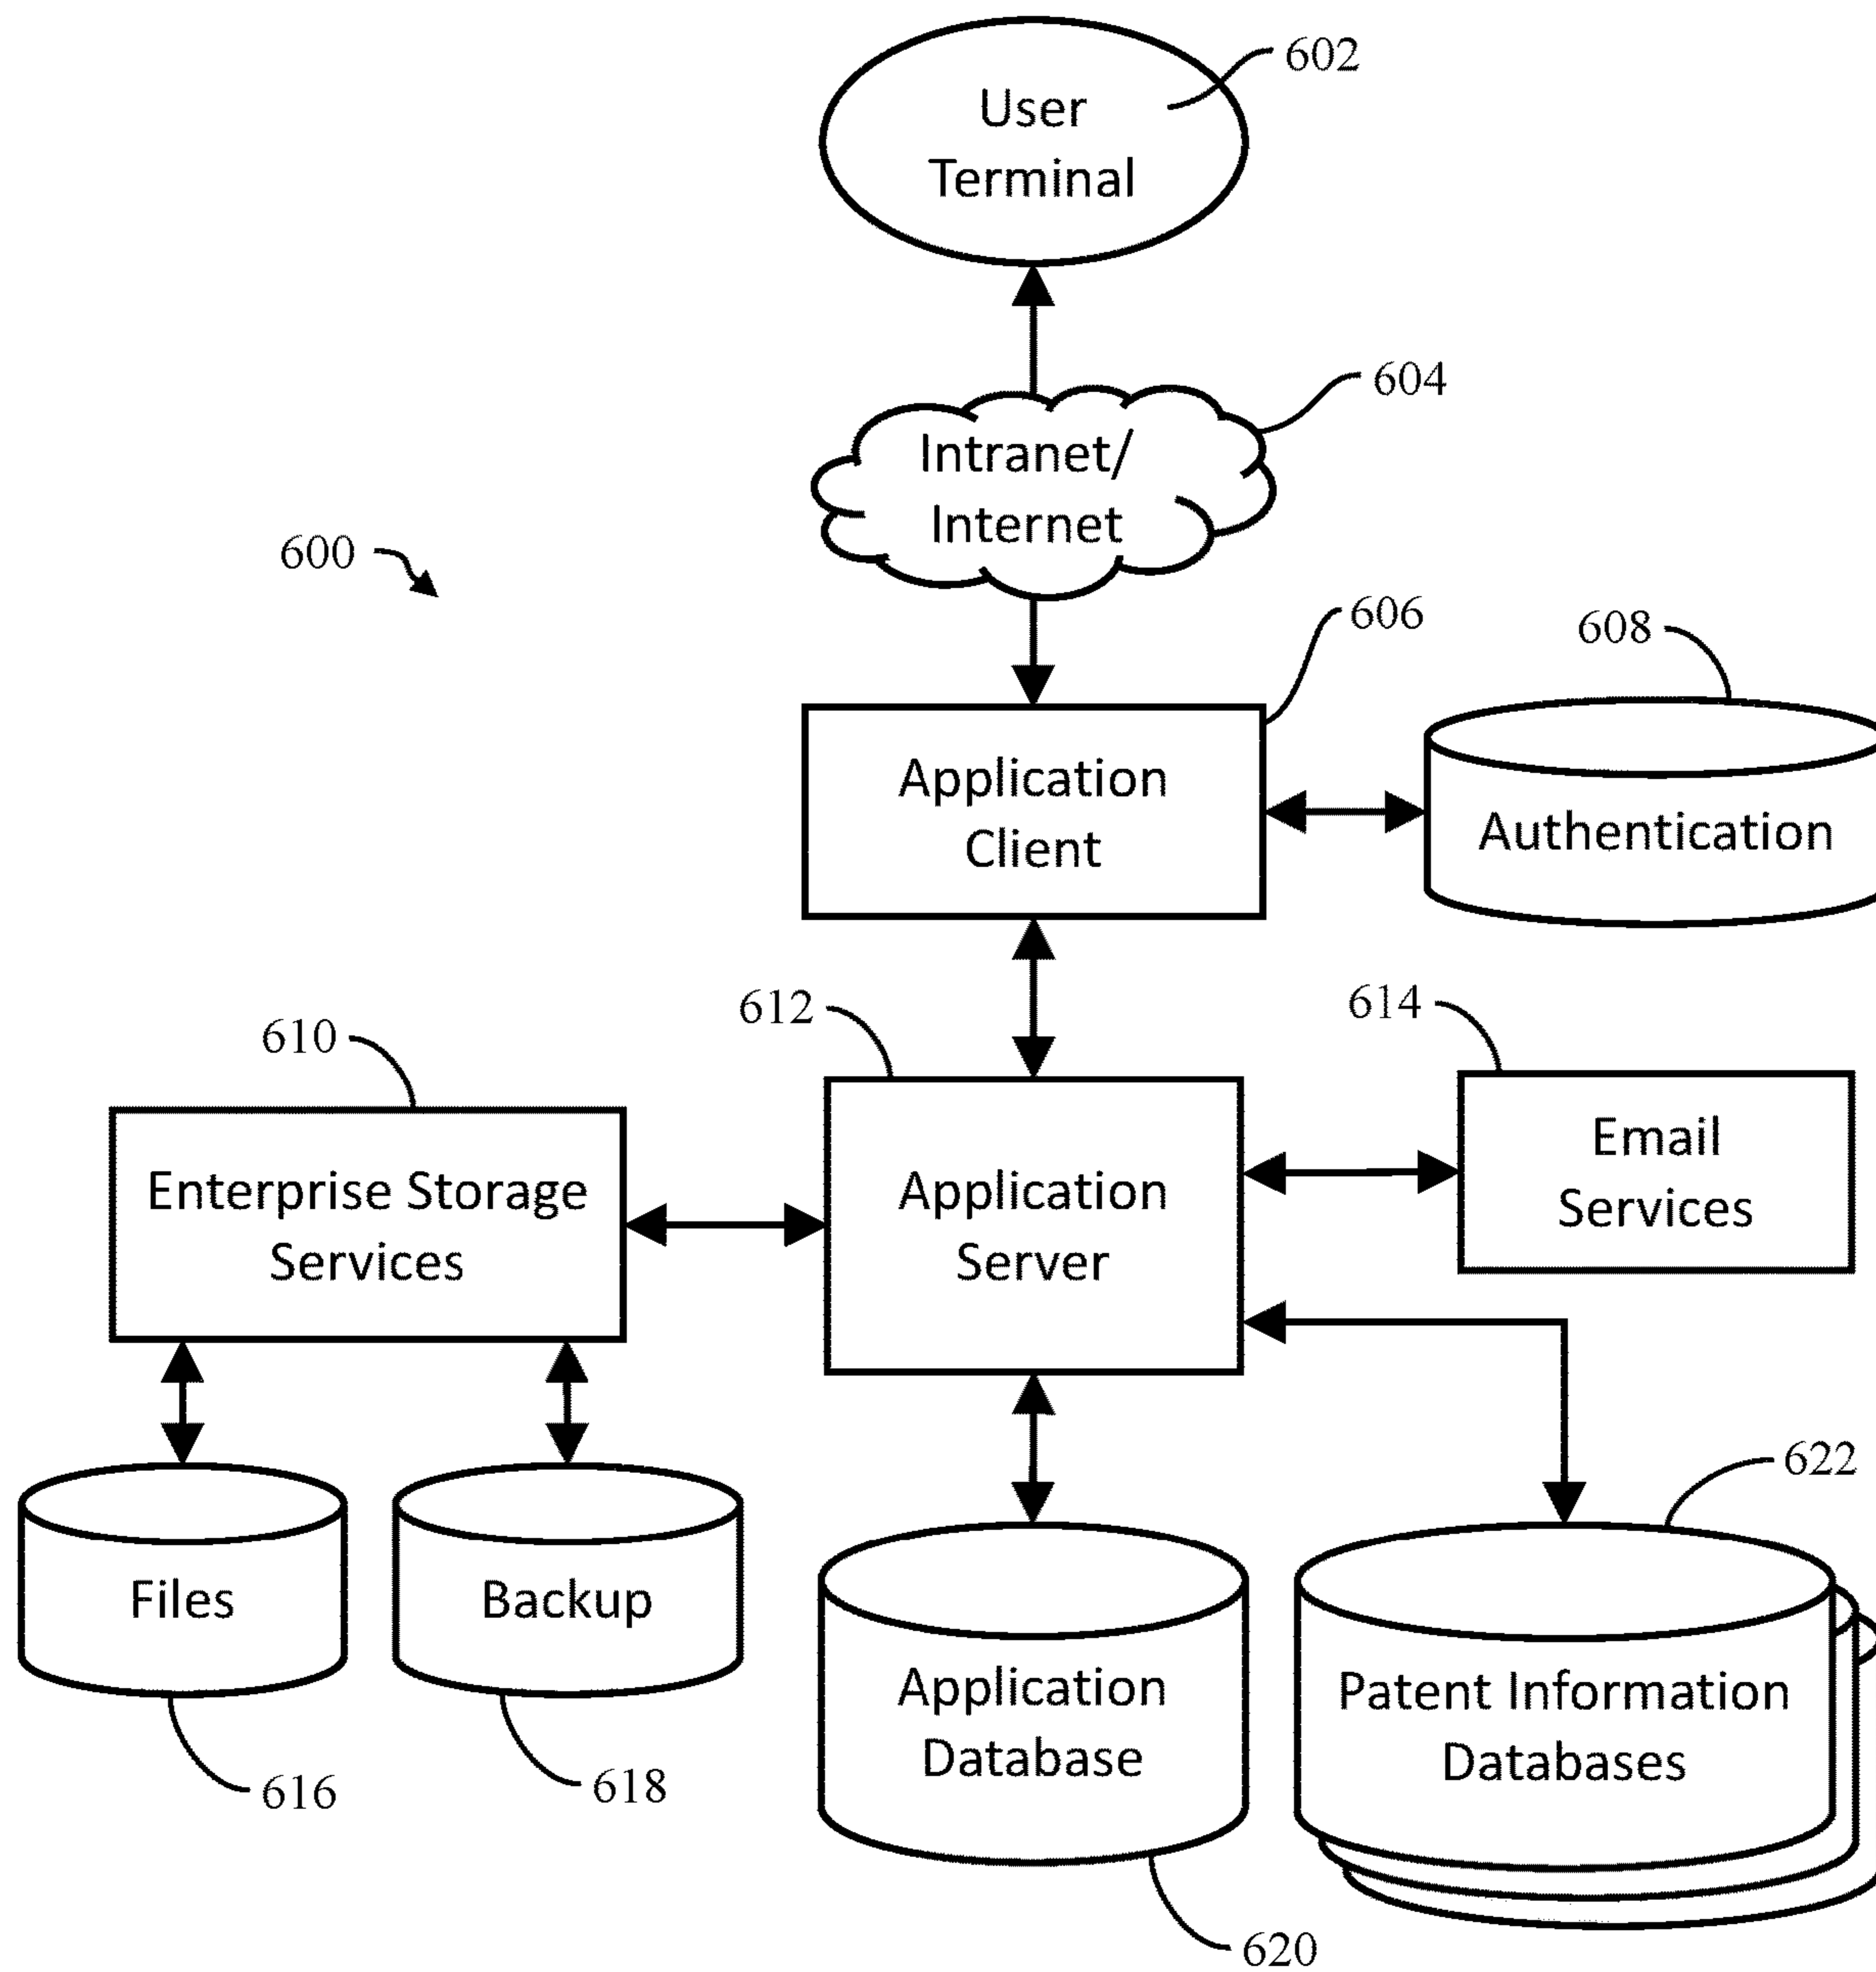 602
User
Terminal
604
Intranet/
Internet
600
606
608
Application
Client
Authentication
612
614
610
Email
Services
Enterprise Storage
Services
Application
Server
622
Files
Backup
Application
Database
Patent Information
Databases
616
618
620